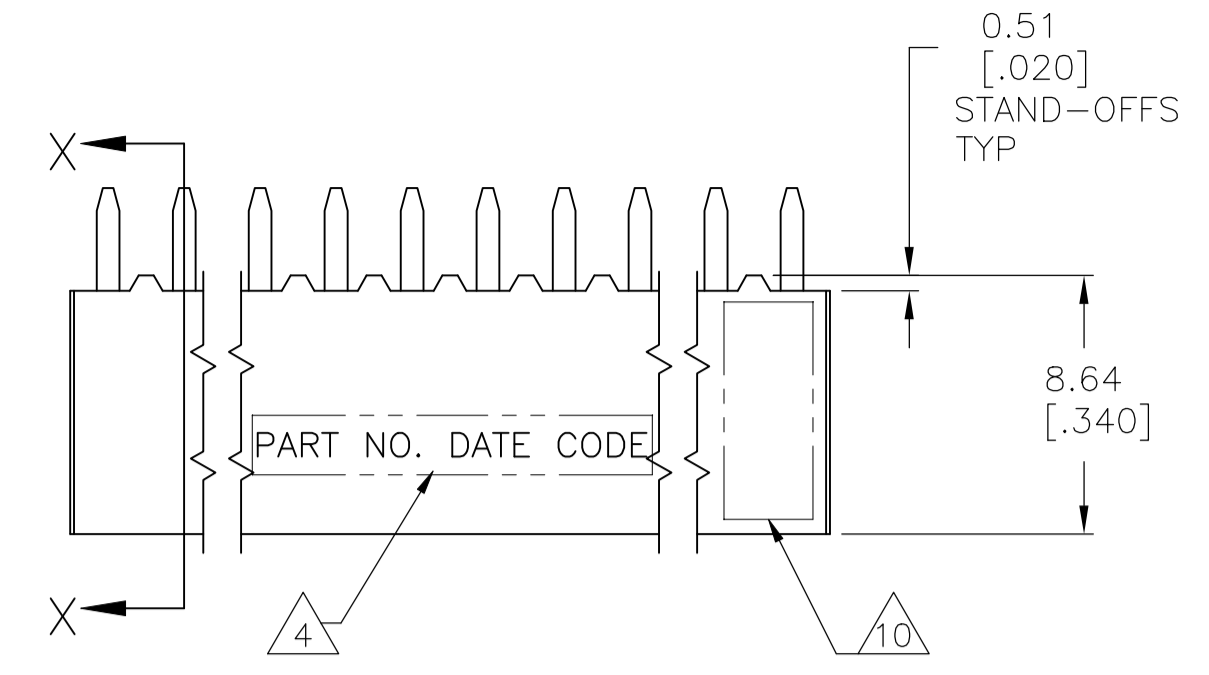 0.51
[.020]
STAND-OFFS
TYP
X
8.64
[.340]
PART NO. DATE CODE
X
4
10